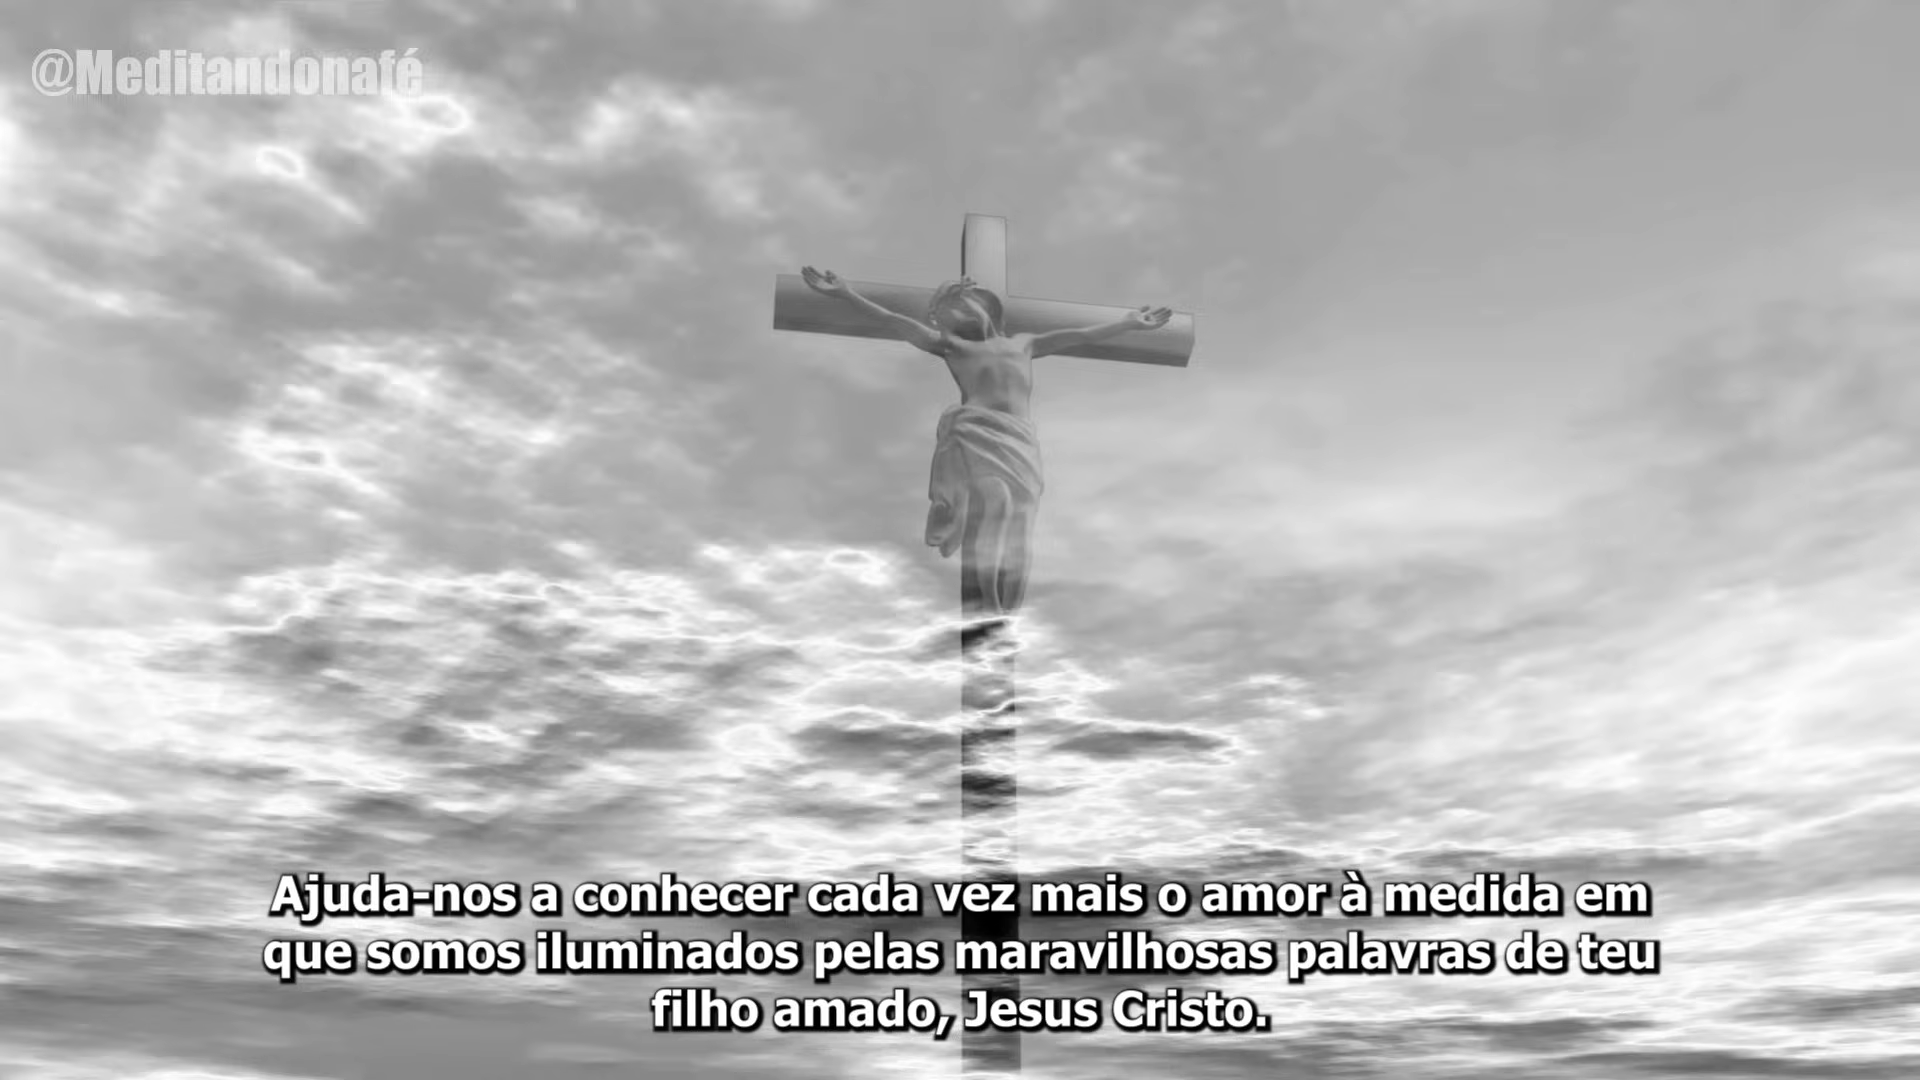 @Meditandonafé
Ajuda-nos a conhecer cada vez mais o amor à medida em
que somos iluminados pelas maravilhosas palavras de teu
filho amado, Jesus Cristo.